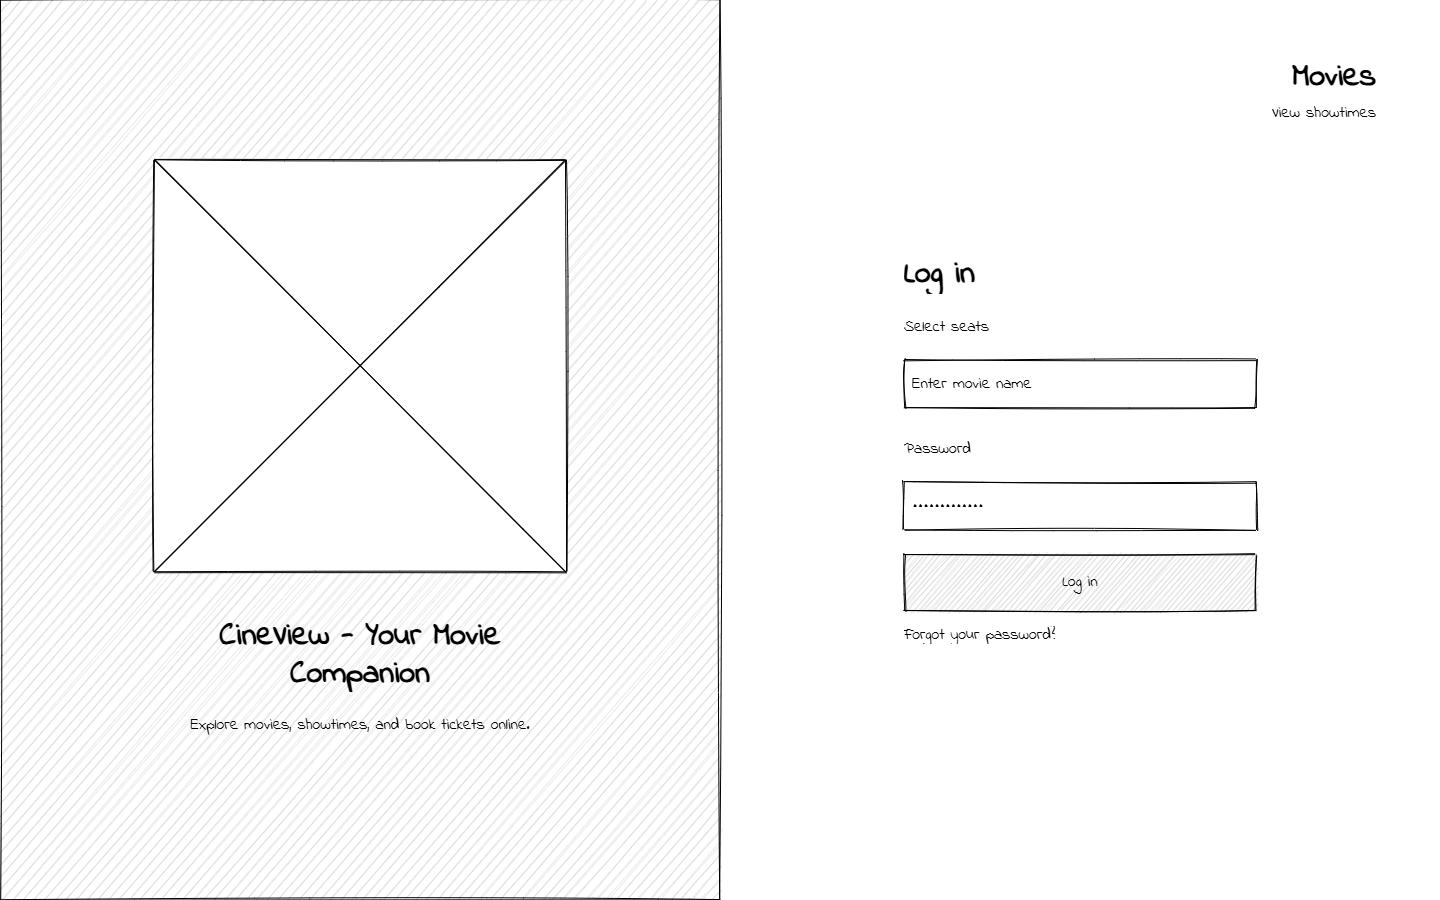 CineView - Your Movie
Companion
Explore movies, showtimes, and book tickets online.
Movies
View showtimes
Log in
Select seats
Enter movie name
Password
•••••••••••••
Log in
Forgot your password?